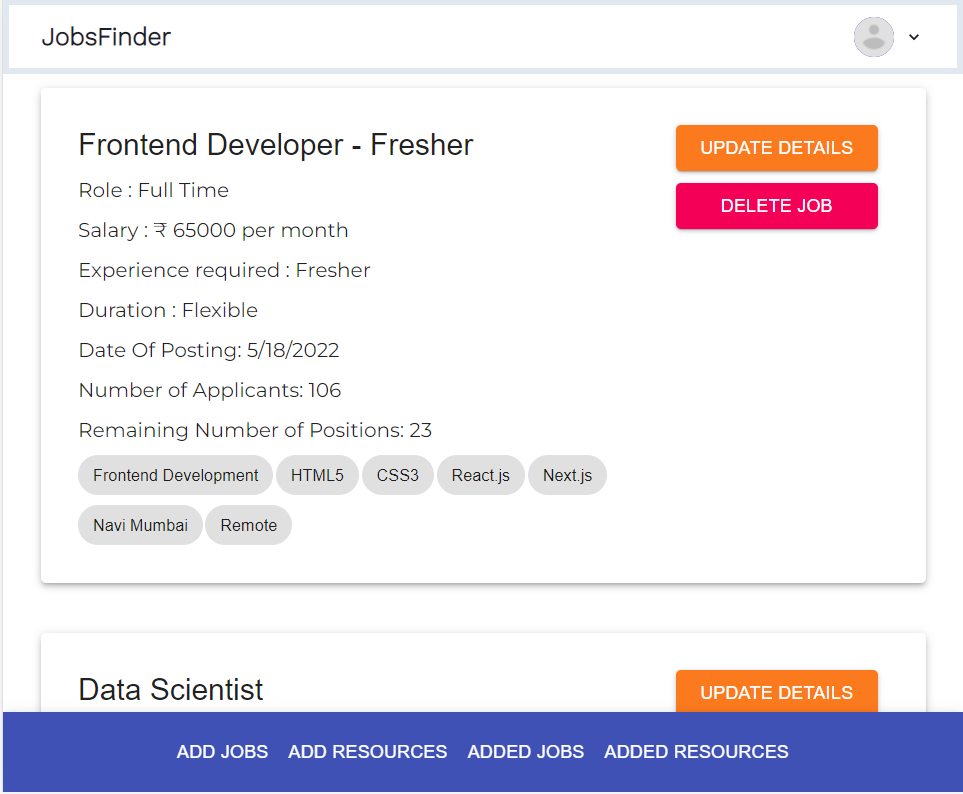 JobsFinder
Frontend Developer - Fresher
UPDATE DETAILS
Role : Full Time
DELETE JOB
Salary : ₹ 65000 per month
Experience required : Fresher
Duration : Flexible
Date Of Posting: 5/18/2022
Number of Applicants: 106
Remaining Number of Positions: 23
Frontend Development HTML5 CSS3 React.js Next.js
Navi Mumbai Remote
Data Scientist
UPDATE DETAILS
ADD JOBS ADD RESOURCES ADDED JOBS ADDED RESOURCES